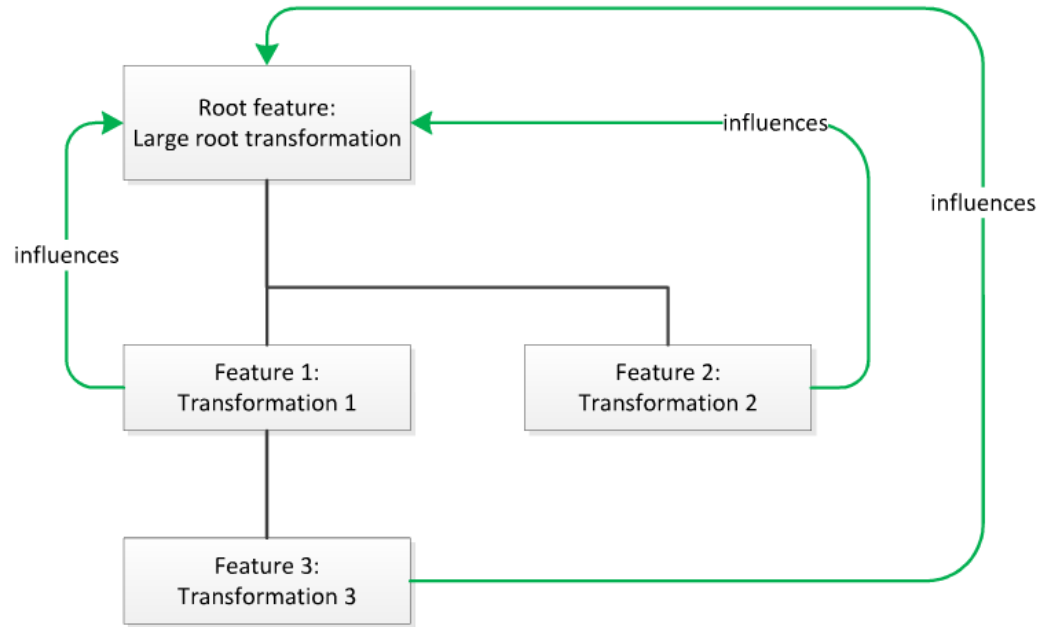 Root feature:
Large root transformation
influences
influences
influences
Feature 1:
Transformation 1
Feature 2:
Transformation 2
Feature 3:
Transformation 3